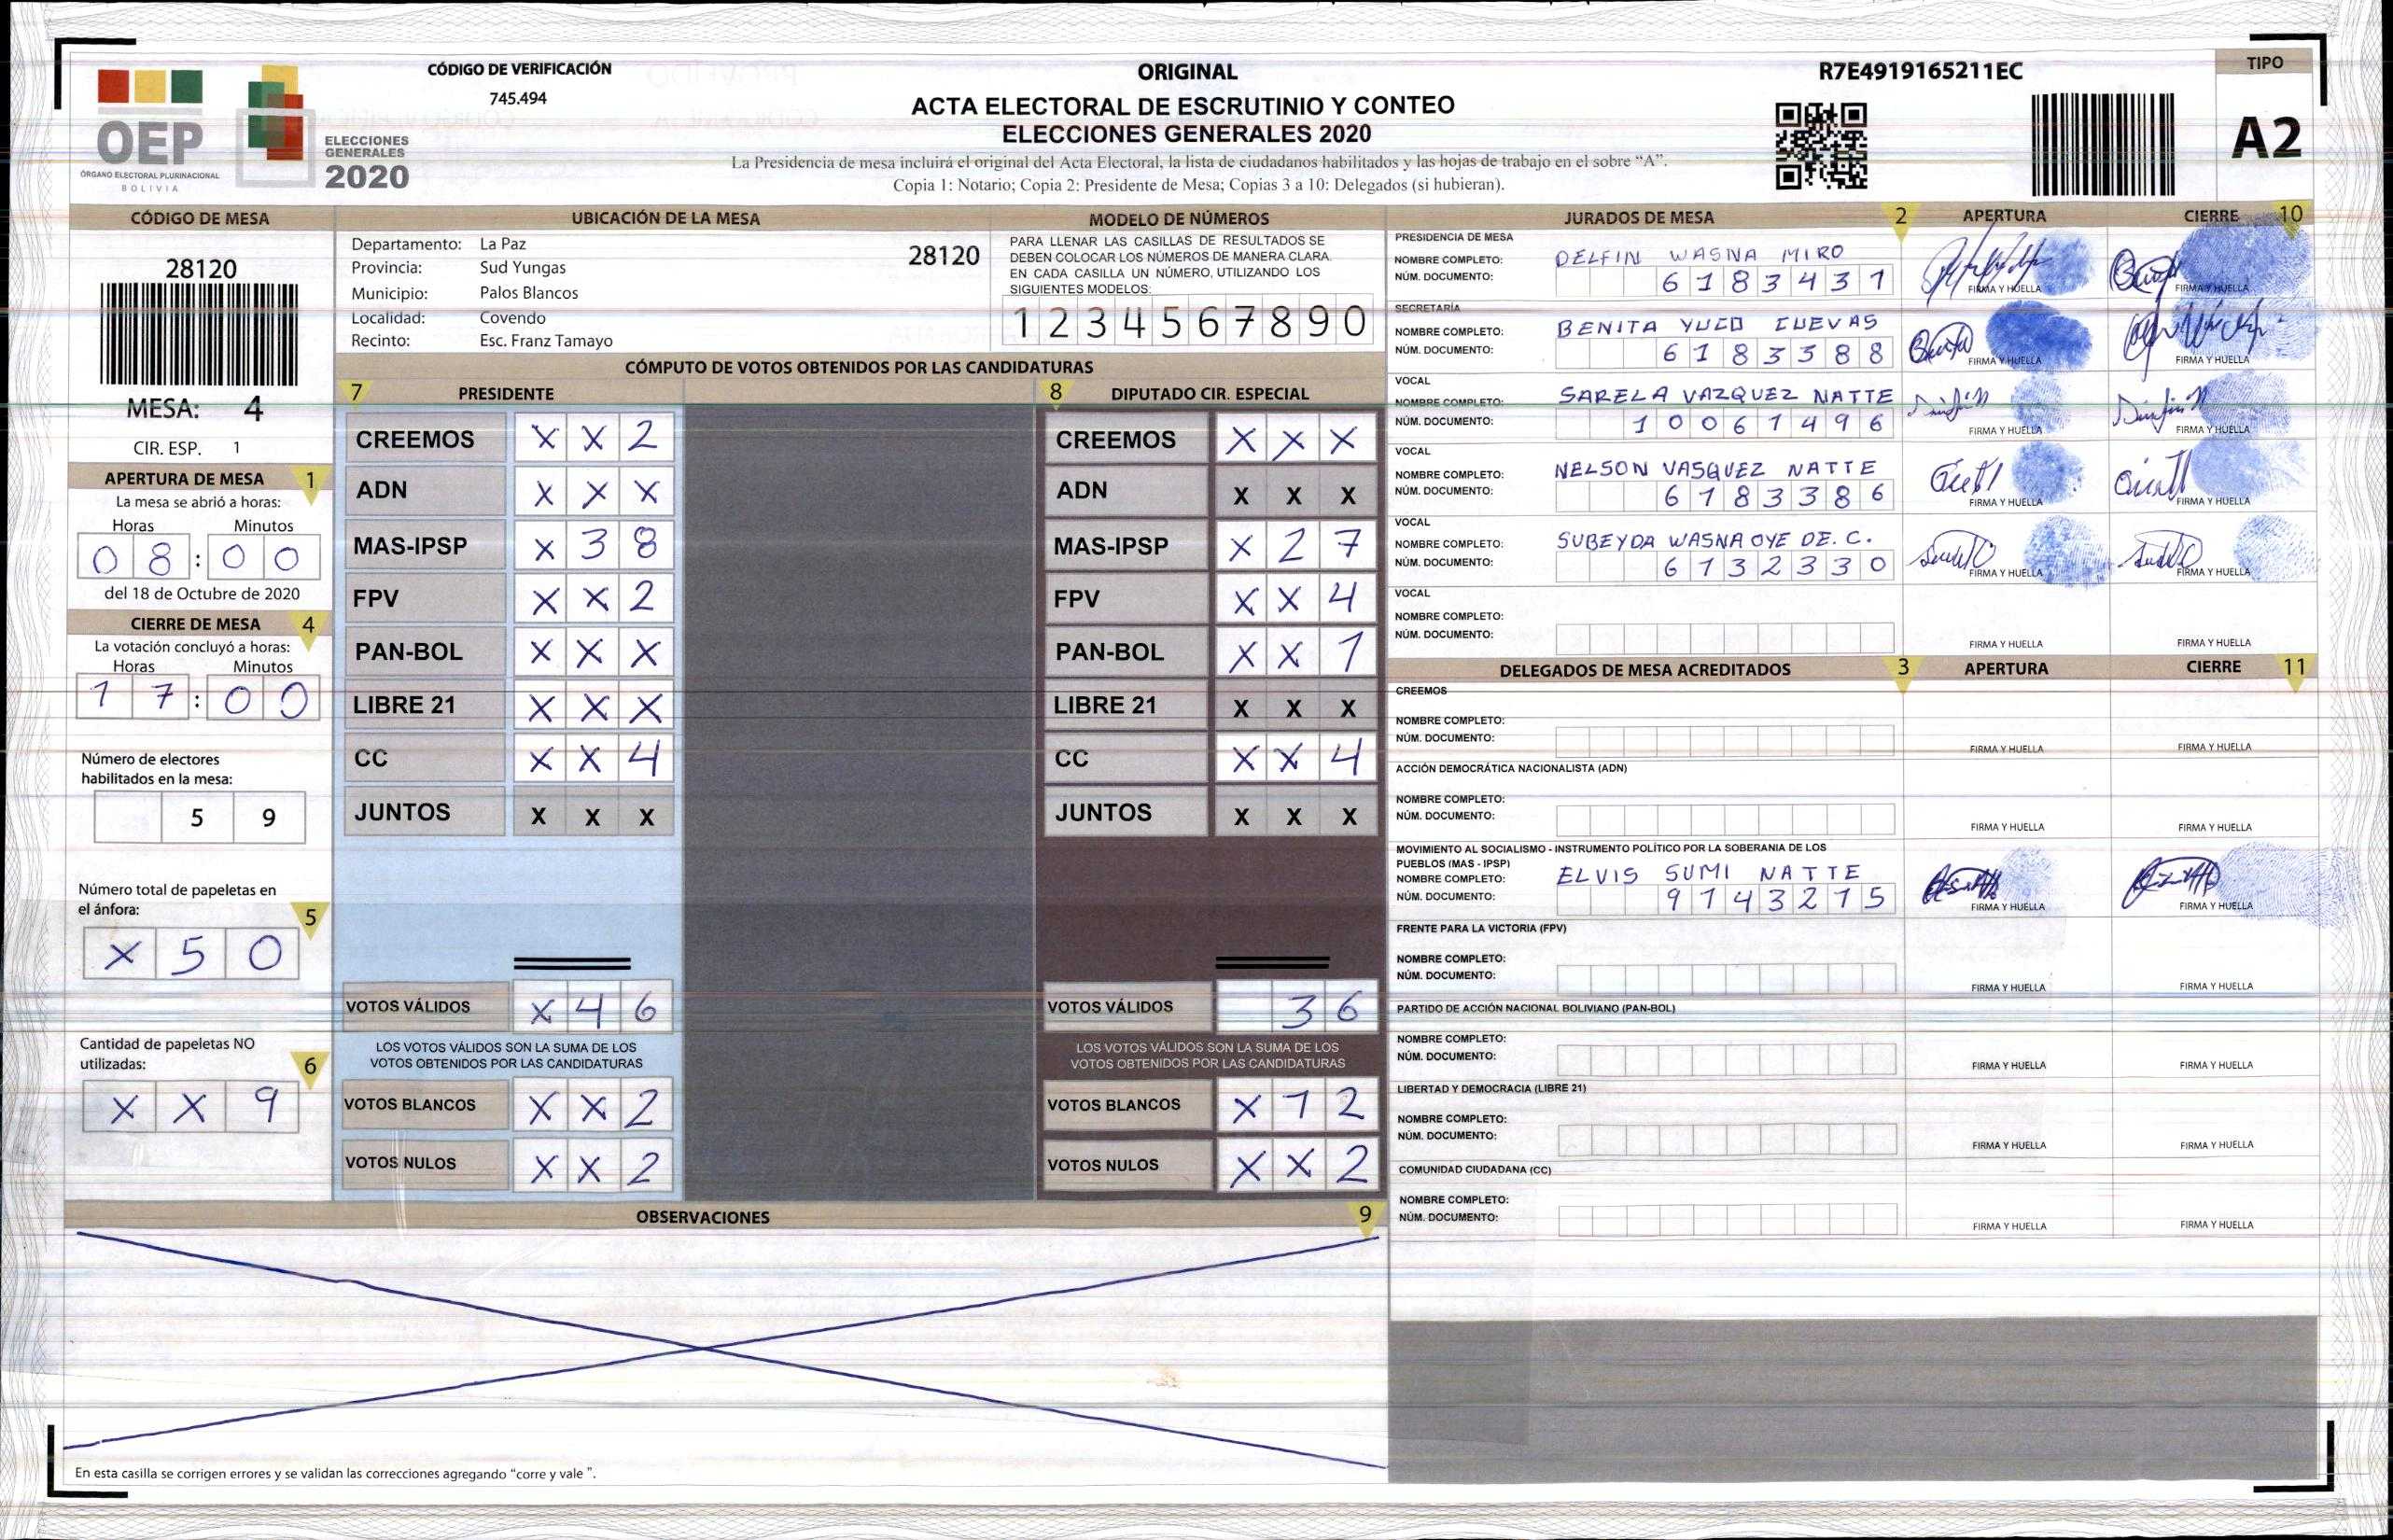 CÓDIGO DE VERIFICACIÓN
745.494
ORIGINAL
ACTA ELECTORAL DE ESCRUTINIO Y CONTEO
ELECCIONES GENERALES 2020
La Presidencia de mesa incluirá el original del Acta Electoral, la lista de ciudadanos habilitados y las hojas de trabajo en el sobre “A”.
Copia 1: Notario; Copia 2: Presidente de Mesa; Copias 3 a 10: Delegados (si hubieran).
R7E4919165211EC
TIPO
A2
OEP
ÓRGANO ELECTORAL PLURINACIONAL
BOLIVIA
ELECCIONES
GENERALES
2020
CÓDIGO DE MESA
28120
MESA: 4
CIR. ESP. 1
APERTURA DE MESA 1
La mesa se abrió a horas:
Horas Minutos
0 8 : 0 0
del 18 de Octubre de 2020
CIERRE DE MESA 4
La votación concluyó a horas:
Horas Minutos
1 7 : 0 0
Número de electores
habilitados en la mesa:
5 9
Número total de papeletas en
el ánfora: 5
X 5 0
Cantidad de papeletas NO
utilizadas: 6
X X 9
UBICACIÓN DE LA MESA
Departamento: La Paz
28120
Provincia: Sud Yungas
Municipio: Palos Blancos
Localidad: Covendo
Recinto: Esc. Franz Tamayo
MODELO DE NÚMEROS
PARA LLENAR LAS CASILLAS DE RESULTADOS SE
DEBEN COLOCAR LOS NÚMEROS DE MANERA CLARA.
EN CADA CASILLA UN NÚMERO, UTILIZANDO LOS
SIGUIENTES MODELOS:
1 2 3 4 5 6 7 8 9 0
CÓMPUTO DE VOTOS OBTENIDOS POR LAS CANDIDATURAS
7 PRESIDENTE
CREEMOS X X 2
ADN X X X
MAS-IPSP X 3 8
FPV X X 2
PAN-BOL X X X
LIBRE 21 X X X
CC X X 4
JUNTOS X X X
VOTOS VÁLIDOS X 4 6
LOS VOTOS VÁLIDOS SON LA SUMA DE LOS
VOTOS OBTENIDOS POR LAS CANDIDATURAS
VOTOS BLANCOS X X 2
VOTOS NULOS X X 2
8 DIPUTADO CIR. ESPECIAL
CREEMOS X X X
ADN X X X
MAS-IPSP X 2 7
FPV X X 4
PAN-BOL X X 1
LIBRE 21 X X X
CC X X 4
JUNTOS X X X
VOTOS VÁLIDOS 3 6
LOS VOTOS VÁLIDOS SON LA SUMA DE LOS
VOTOS OBTENIDOS POR LAS CANDIDATURAS
VOTOS BLANCOS X 1 2
VOTOS NULOS X X 2
OBSERVACIONES 9
En esta casilla se corrigen errores y se validan las correcciones agregando “corre y vale ”.
JURADOS DE MESA 2 APERTURA CIERRE 10
PRESIDENCIA DE MESA
NOMBRE COMPLETO: DELFIN WASNA MIRO
NÚM. DOCUMENTO: 6 1 8 3 4 3 1
FIRMA Y HUELLA FIRMA Y HUELLA
SECRETARÍA
NOMBRE COMPLETO: BENITA YUCO CUEVAS
NÚM. DOCUMENTO: 6 1 8 3 3 8 8
FIRMA Y HUELLA FIRMA Y HUELLA
VOCAL
NOMBRE COMPLETO: SARELA VAZQUEZ NATTE
NÚM. DOCUMENTO: 1 0 0 6 1 4 9 6
FIRMA Y HUELLA FIRMA Y HUELLA
VOCAL
NOMBRE COMPLETO: NELSON VASQUEZ NATTE
NÚM. DOCUMENTO: 6 1 8 3 3 8 6
FIRMA Y HUELLA FIRMA Y HUELLA
VOCAL
NOMBRE COMPLETO: SUBEYDA WASNA OYE DE. C.
NÚM. DOCUMENTO: 6 1 3 2 3 3 0
FIRMA Y HUELLA FIRMA Y HUELLA
VOCAL
NOMBRE COMPLETO:
NÚM. DOCUMENTO:
FIRMA Y HUELLA FIRMA Y HUELLA
DELEGADOS DE MESA ACREDITADOS 3 APERTURA CIERRE 11
CREEMOS
NOMBRE COMPLETO:
NÚM. DOCUMENTO:
FIRMA Y HUELLA FIRMA Y HUELLA
ACCIÓN DEMOCRÁTICA NACIONALISTA (ADN)
NOMBRE COMPLETO:
NÚM. DOCUMENTO:
FIRMA Y HUELLA FIRMA Y HUELLA
MOVIMIENTO AL SOCIALISMO - INSTRUMENTO POLÍTICO POR LA SOBERANIA DE LOS
PUEBLOS (MAS - IPSP)
NOMBRE COMPLETO: ELVIS SUMI NATTE
NÚM. DOCUMENTO: 9 1 4 3 2 1 5
FIRMA Y HUELLA FIRMA Y HUELLA
FRENTE PARA LA VICTORIA (FPV)
NOMBRE COMPLETO:
NÚM. DOCUMENTO:
FIRMA Y HUELLA FIRMA Y HUELLA
PARTIDO DE ACCIÓN NACIONAL BOLIVIANO (PAN-BOL)
NOMBRE COMPLETO:
NÚM. DOCUMENTO:
FIRMA Y HUELLA FIRMA Y HUELLA
LIBERTAD Y DEMOCRACIA (LIBRE 21)
NOMBRE COMPLETO:
NÚM. DOCUMENTO:
FIRMA Y HUELLA FIRMA Y HUELLA
COMUNIDAD CIUDADANA (CC)
NOMBRE COMPLETO:
NÚM. DOCUMENTO:
FIRMA Y HUELLA FIRMA Y HUELLA